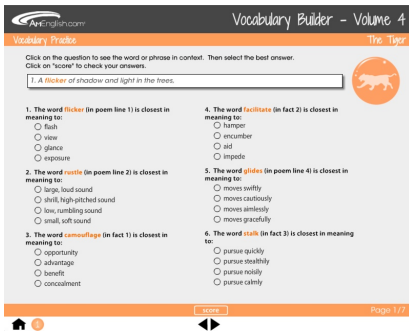 AMEnglish.com
Vocabulary Builder – Volume 4
Vocabulary Practice
The Tiger
Click on the question to see the word or phrase in context. Then select the best answer.
Click on "score" to check your answers.
1. A flicker of shadow and light in the trees.
1. The word flicker (in poem line 1) is closest in
meaning to:
flash
view
glance
exposure
2. The word rustle (in poem line 2) is closest in
meaning to:
large, loud sound
shrill, high-pitched sound
low, rumbling sound
small, soft sound
3. The word camouflage (in fact 1) is closest in
meaning to:
opportunity
advantage
benefit
concealment
4. The word facilitate (in fact 2) is closest in
meaning to:
hamper
encumber
aid
impede
5. The word glides (in poem line 4) is closest in
meaning to:
moves swiftly
moves cautiously
moves aimlessly
moves gracefully
6. The word stalk (in fact 3) is closest in meaning
to:
pursue quickly
pursue stealthily
pursue noisily
pursue calmly
score
Page 1/7